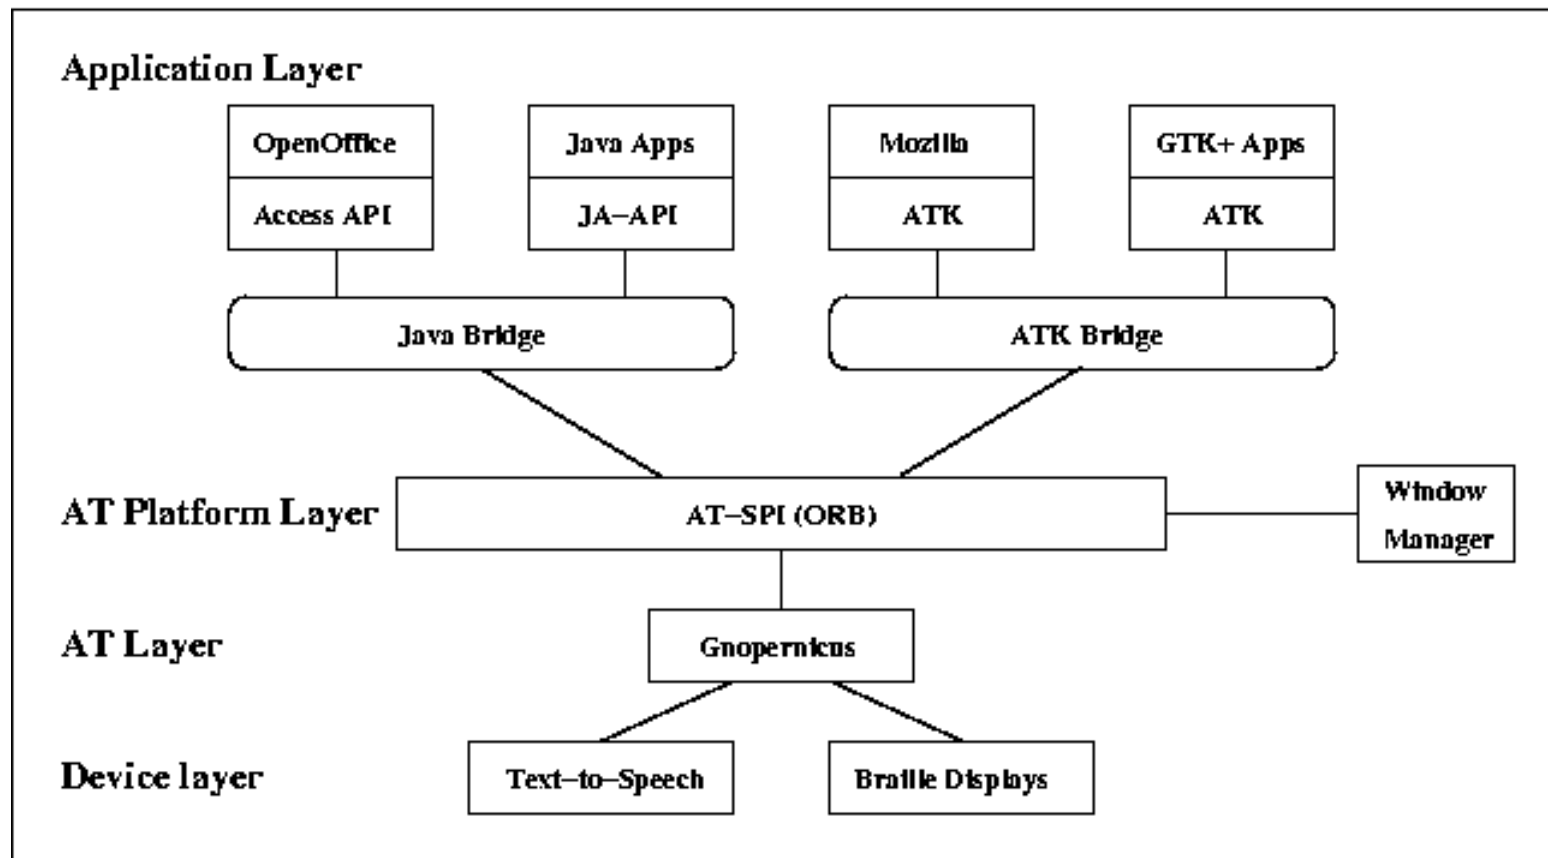 Application Layer
OpenOffice
Java Apps
Mozilla
GTK+ Apps
Access API
JA-API
ATK
ATK
Java Bridge
ATK Bridge
AT Platform Layer
AT-SPI (ORB)
Window
Manager
AT Layer
Gnopernicus
Device layer
Text-to-Speech
Braille Displays